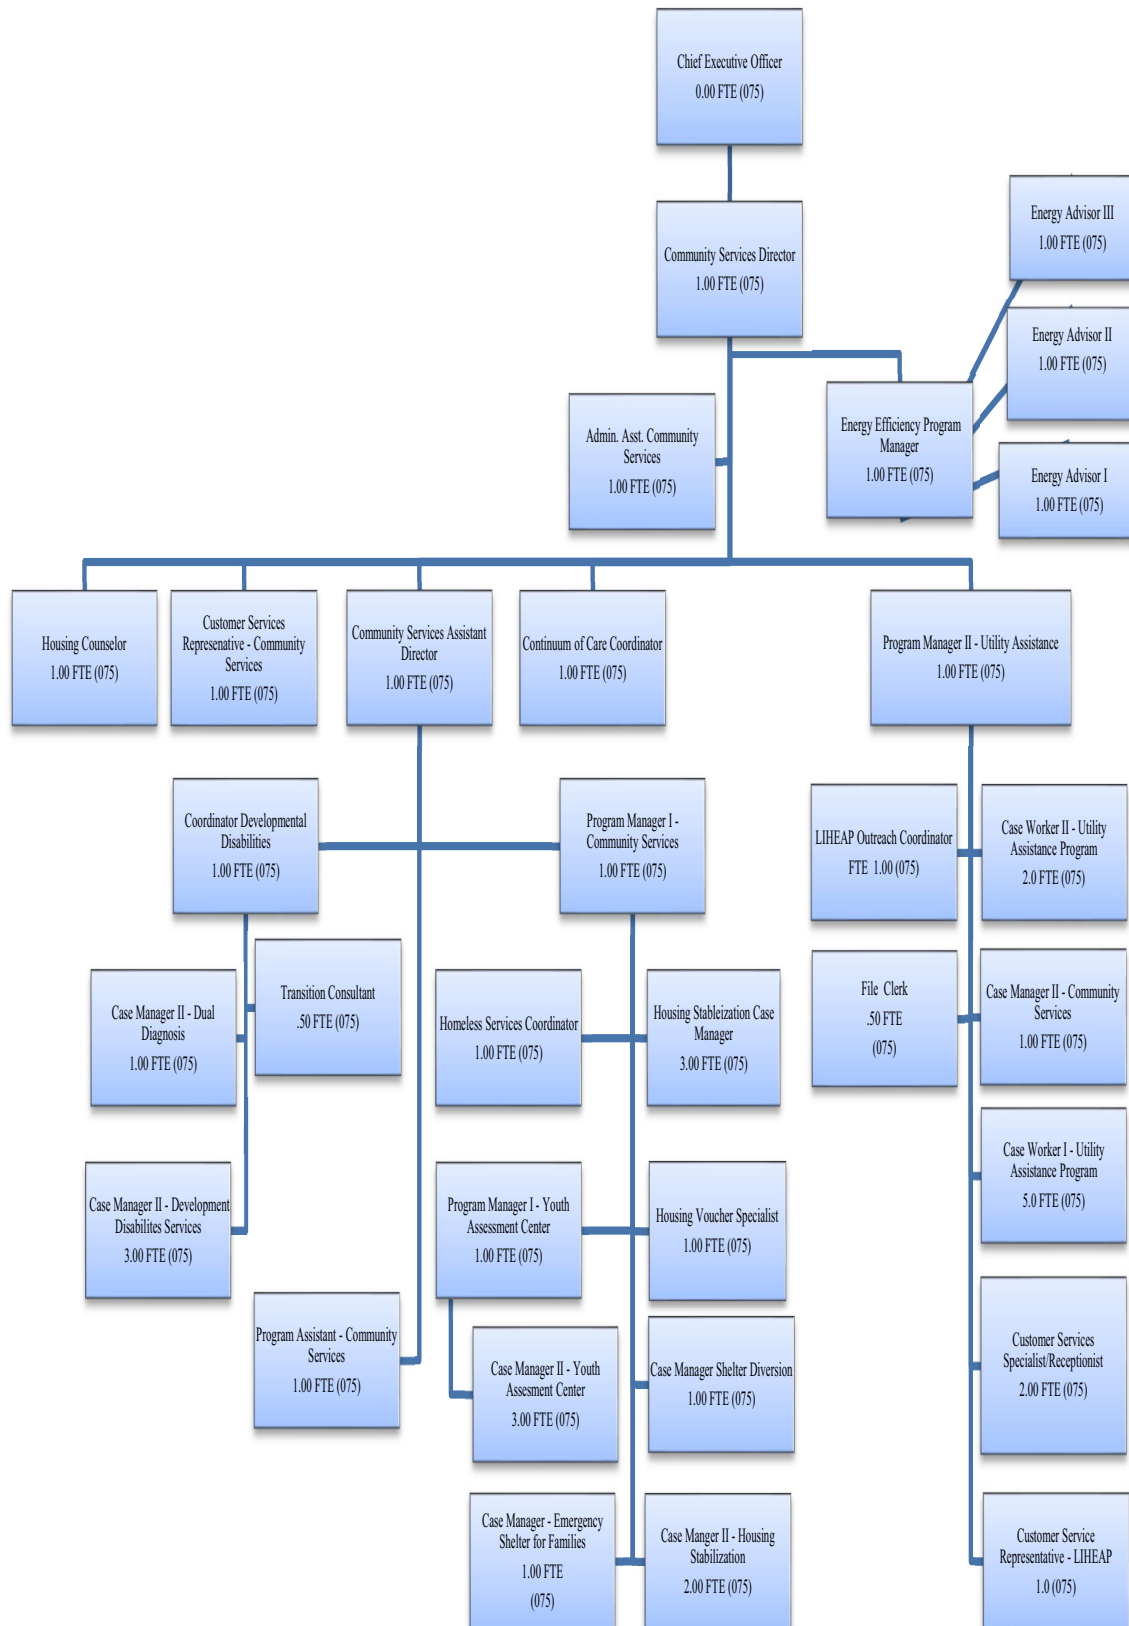 Chief Executive Officer
0.00 FTE (075)
Community Services Director
1.00 FTE (075)
Energy Advisor III
1.00 FTE (075)
Energy Advisor II
1.00 FTE (075)
Energy Advisor I
1.00 FTE (075)
Energy Efficiency Program
Manager
1.00 FTE (075)
Admin. Asst. Community
Services
1.00 FTE (075)
Housing Counselor
1.00 FTE (075)
Customer Services
Represenative - Community
Services
1.00 FTE (075)
Community Services Assistant
Director
1.00 FTE (075)
Continuum of Care Coordinator
1.00 FTE (075)
Program Manager II - Utility Assistance
1.00 FTE (075)
Coordinator Developmental
Disabilities
1.00 FTE (075)
Program Manager I -
Community Services
1.00 FTE (075)
LIHEAP Outreach Coordinator
FTE 1.00 (075)
Case Worker II - Utility
Assistance Program
2.0 FTE (075)
Case Manager II - Dual
Diagnosis
1.00 FTE (075)
Transition Consultant
.50 FTE (075)
Homeless Services Coordinator
1.00 FTE (075)
Housing Stableization Case
Manager
3.00 FTE (075)
File Clerk
.50 FTE
(075)
Case Manager II - Community
Services
1.00 FTE (075)
Case Manager II - Development
Disabilites Services
3.00 FTE (075)
Program Manager I - Youth
Assessment Center
1.00 FTE (075)
Housing Voucher Specialist
1.00 FTE (075)
Case Worker I - Utility
Assistance Program
5.0 FTE (075)
Program Assistant - Community
Services
1.00 FTE (075)
Case Manager II - Youth
Assesment Center
3.00 FTE (075)
Case Manager Shelter Diversion
1.00 FTE (075)
Customer Services
Specialist/Receptionist
2.00 FTE (075)
Case Manager - Emergency
Shelter for Families
1.00 FTE
(075)
Case Manger II - Housing
Stabilization
2.00 FTE (075)
Customer Service
Representative - LIHEAP
1.0 (075)